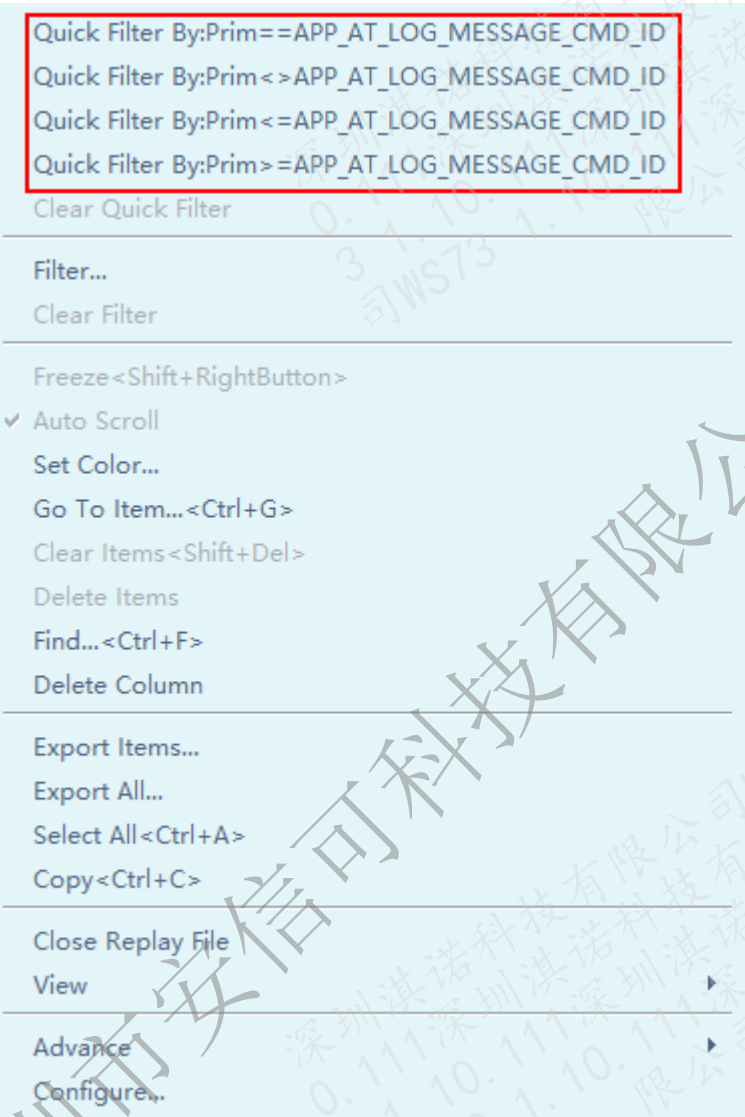 Quick Filter By:Prim==APP_AT_LOG_MESSAGE_CMD_ID
Quick Filter By:Prim<>APP_AT_LOG_MESSAGE_CMD_ID
Quick Filter By:Prim<=APP_AT_LOG_MESSAGE_CMD_ID
Quick Filter By:Prim>=APP_AT_LOG_MESSAGE_CMD_ID
Clear Quick Filter
Filter...
Clear Filter
Freeze<Shift+RightButton>
Auto Scroll
Set Color...
Go To Item...<Ctrl+G>
Clear Items<Shift+Del>
Delete Items
Find...<Ctrl+F>
Delete Column
Export Items...
Export All...
Select All<Ctrl+A>
Copy<Ctrl+C>
Close Replay File
View
Advance
Configure...
圳市安信可科技有限公